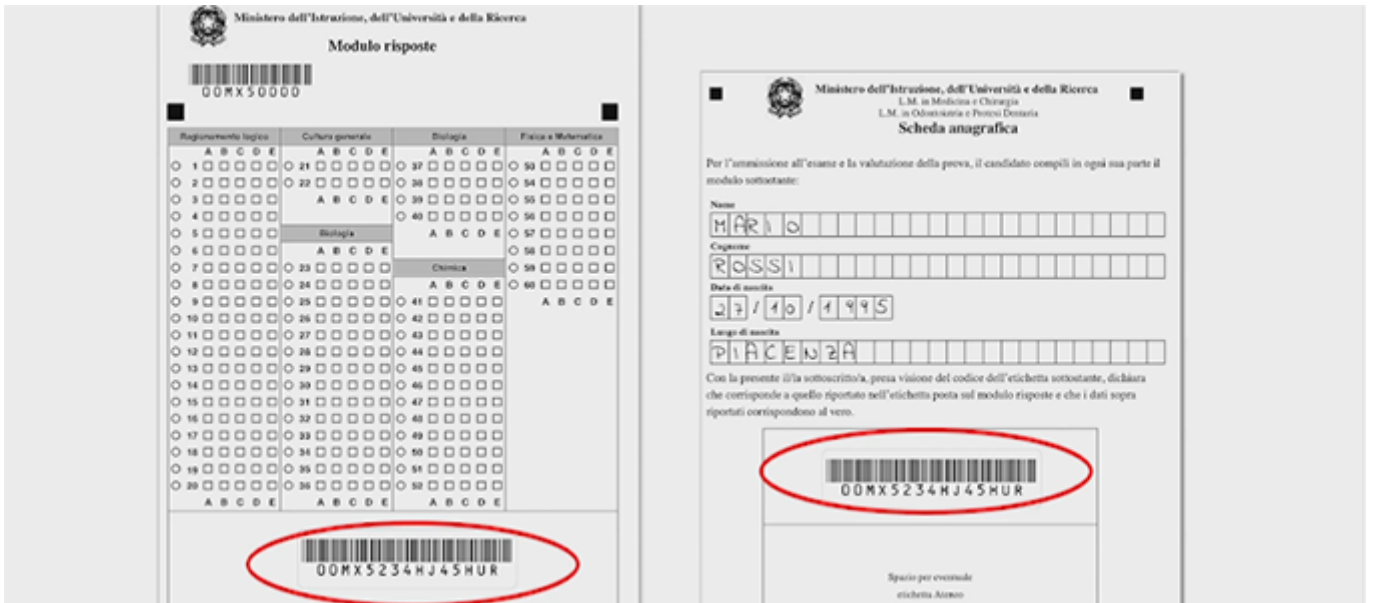 Ministero dell'Istruzione, dell'Università e della Ricerca
Modulo risposte
00MX50000
Ragionamento logico Cultura generale Biologia Fisica e Matematica
A B C D E A B C D E A B C D E A B C D E
1 21 37 53
2 22 38 54
3 A B C D E 39 55
4 40 56
5 Biologia A B C D E 57
6 A B C D E 58
7 23 Chimica 59
8 24 A B C D E 60
9 25 41 A B C D E
10 26 42
11 27 43
12 28 44
13 29 45
14 30 46
15 31 47
16 32 48
17 33 49
18 34 50
19 35 51
20 36 52
A B C D E A B C D E A B C D E
00MX5234HJ45HUR
Ministero dell'Istruzione, dell'Università e della Ricerca
L.M. in Medicina e Chirurgia
L.M. in Odontoiatria e Protesi Dentaria
Scheda anagrafica
Per l'ammissione all'esame e la valutazione della prova, il candidato compili in ogni sua parte il
modulo sottostante:
Nome
MARIO
Cognome
ROSSI
Data di nascita
27/10/1995
Luogo di nascita
PIACENZA
Con la presente il/la sottoscritto/a, presa visione del codice dell'etichetta sottostante, dichiara
che corrisponde a quello riportato nell'etichetta posta sul modulo risposte e che i dati sopra
riportati corrispondono al vero.
00MX5234HJ45HUR
Spazio per eventuale
etichetta Ateneo